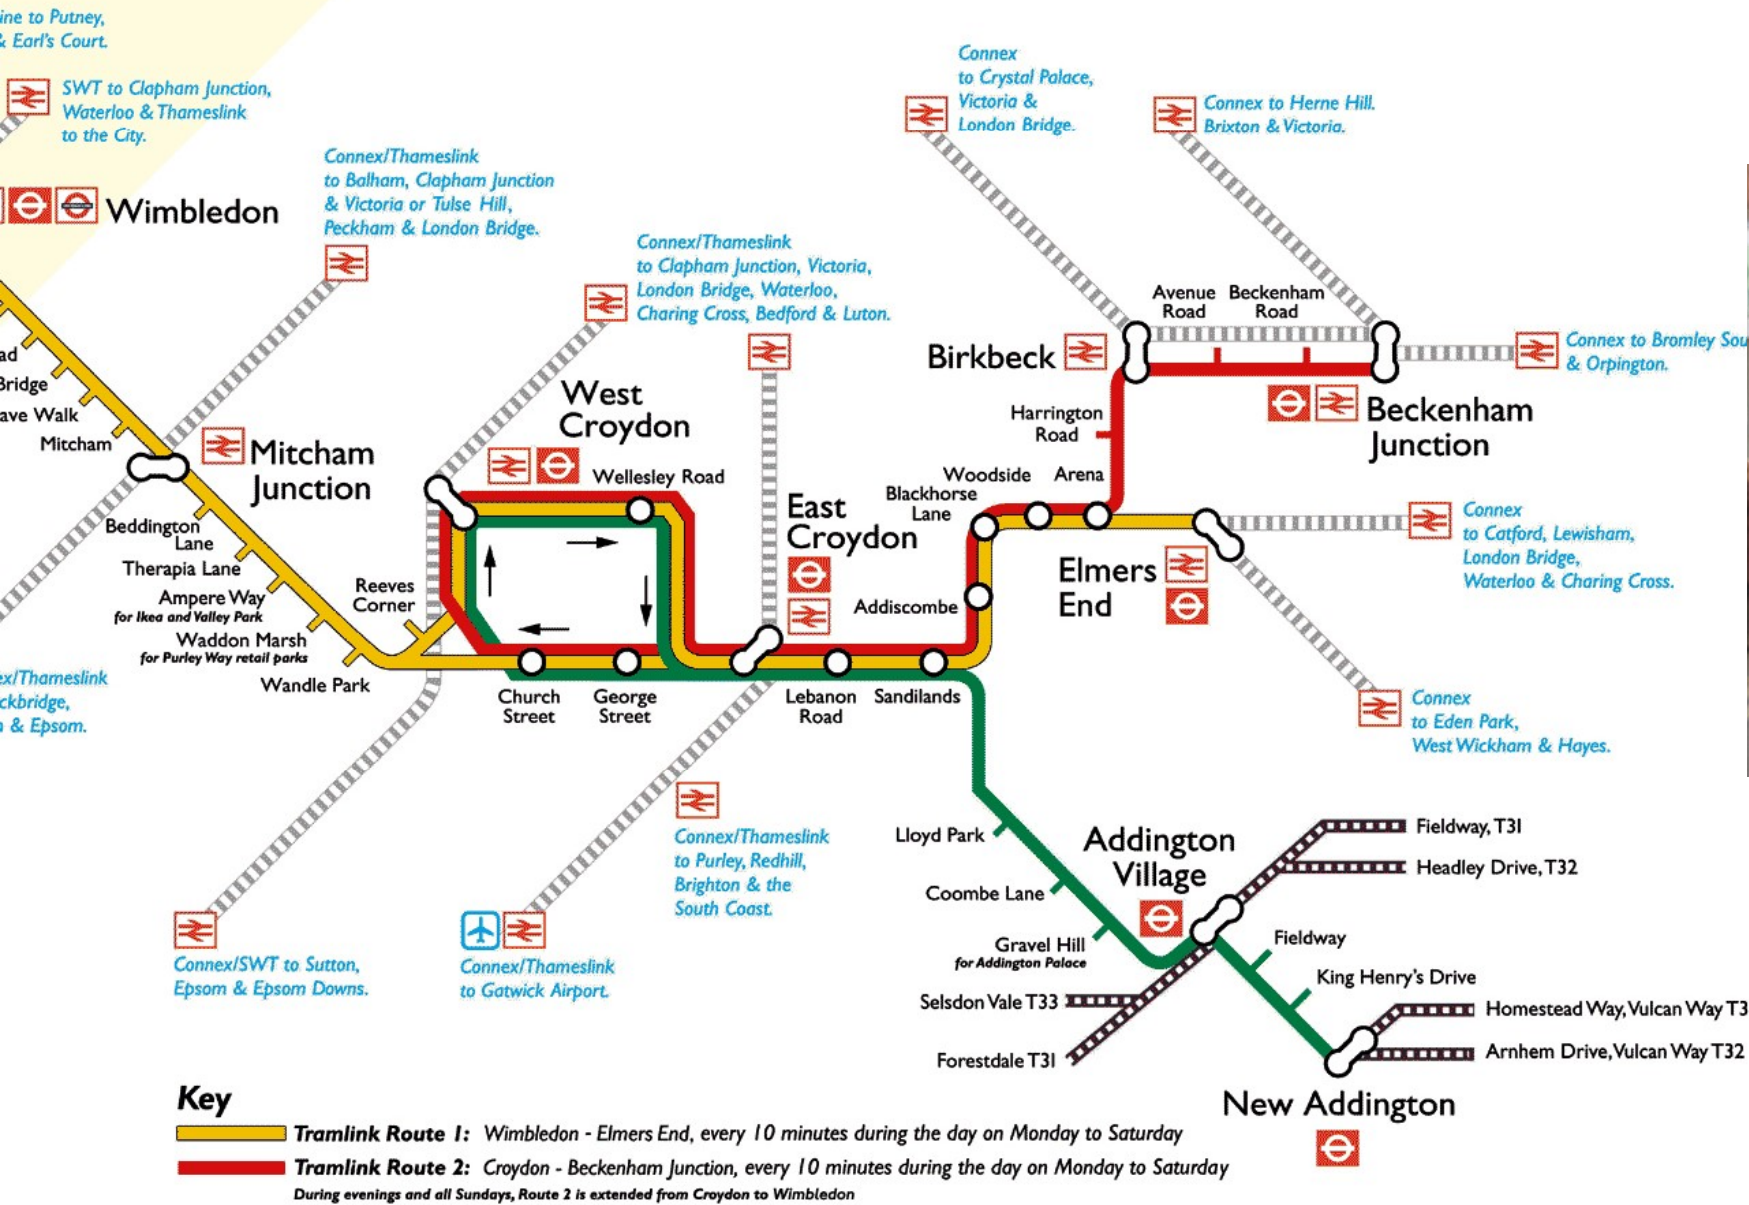 ine to Putney,
& Earl's Court.
SWT to Clapham Junction,
Waterloo & Thameslink
to the City.
Wimbledon
Connex/Thameslink
to Balham, Clapham Junction
& Victoria or Tulse Hill,
Peckham & London Bridge.
Connex/Thameslink
to Clapham Junction, Victoria,
London Bridge, Waterloo,
Charing Cross, Bedford & Luton.
Connex
to Crystal Palace,
Victoria &
London Bridge.
Connex to Herne Hill.
Brixton & Victoria.
Avenue
Road
Beckenham
Road
Birkbeck
Connex to Bromley Sou
& Orpington.
Beckenham
Junction
Harrington
Road
ad
Bridge
ave Walk
Mitcham
Mitcham
Junction
West
Croydon
Wellesley Road
East
Croydon
Woodside
Arena
Blackhorse
Lane
Connex
to Catford, Lewisham,
London Bridge,
Waterloo & Charing Cross.
Elmers
End
Addiscombe
Beddington
Lane
Therapia Lane
Ampere Way
for Ikea and Valley Park
Waddon Marsh
for Purley Way retail parks
Wandle Park
Reeves
Corner
Church
Street
George
Street
Lebanon
Road
Sandilands
ex/Thameslink
ckbridge,
n & Epsom.
Connex
to Eden Park,
West Wickham & Hayes.
Connex/Thameslink
to Purley, Redhill,
Brighton & the
South Coast.
Connex/SWT to Sutton,
Epsom & Epsom Downs.
Connex/Thameslink
to Gatwick Airport.
Lloyd Park
Coombe Lane
Gravel Hill
for Addington Palace
Addington
Village
Fieldway, T31
Headley Drive, T32
Selsdon Vale T33
Forestdale T31
Fieldway
King Henry's Drive
Homestead Way, Vulcan Way T3
Arnhem Drive, Vulcan Way T32
New Addington
Key
Tramlink Route 1: Wimbledon - Elmers End, every 10 minutes during the day on Monday to Saturday
Tramlink Route 2: Croydon - Beckenham Junction, every 10 minutes during the day on Monday to Saturday
During evenings and all Sundays, Route 2 is extended from Croydon to Wimbledon